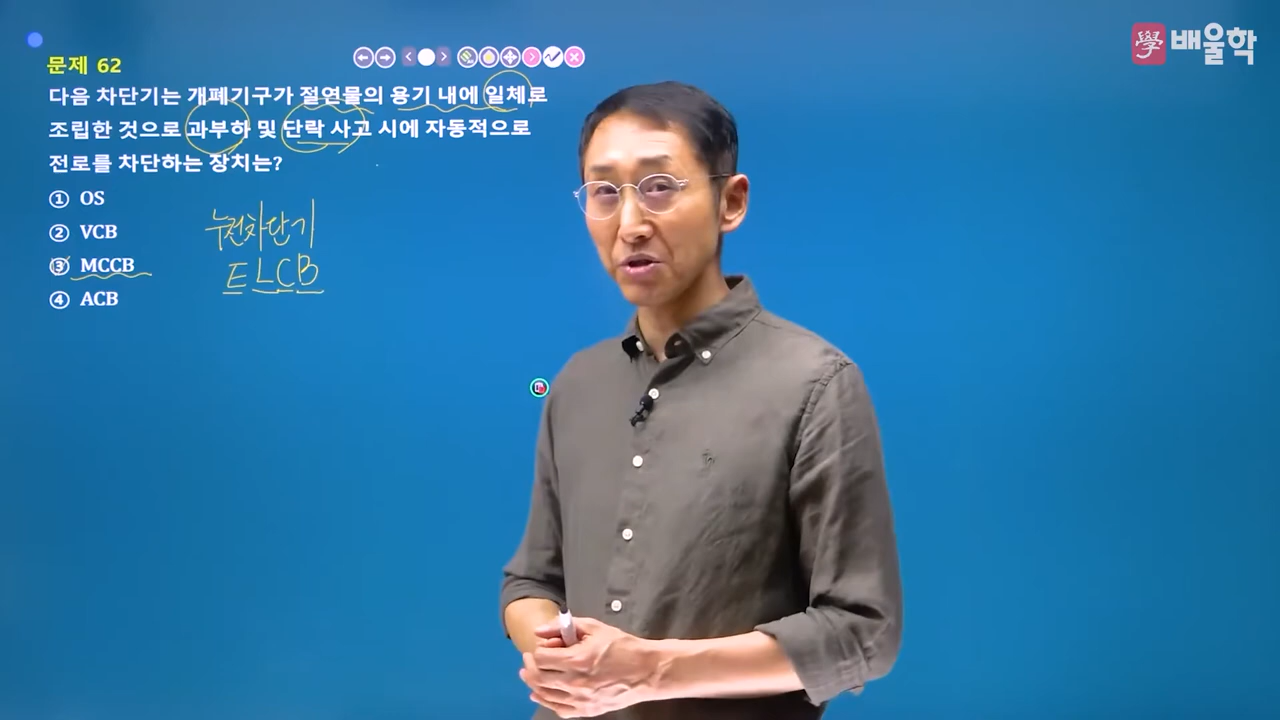 學 배울학
문제 62
다음 차단기는 개폐기구가 절연물의 용기 내에 일체로
조립한 것으로 과부하 및 단락 사고 시에 자동적으로
전로를 차단하는 장치는?
① OS
② VCB
③ MCCB
④ ACB
누전차단기
ELCB